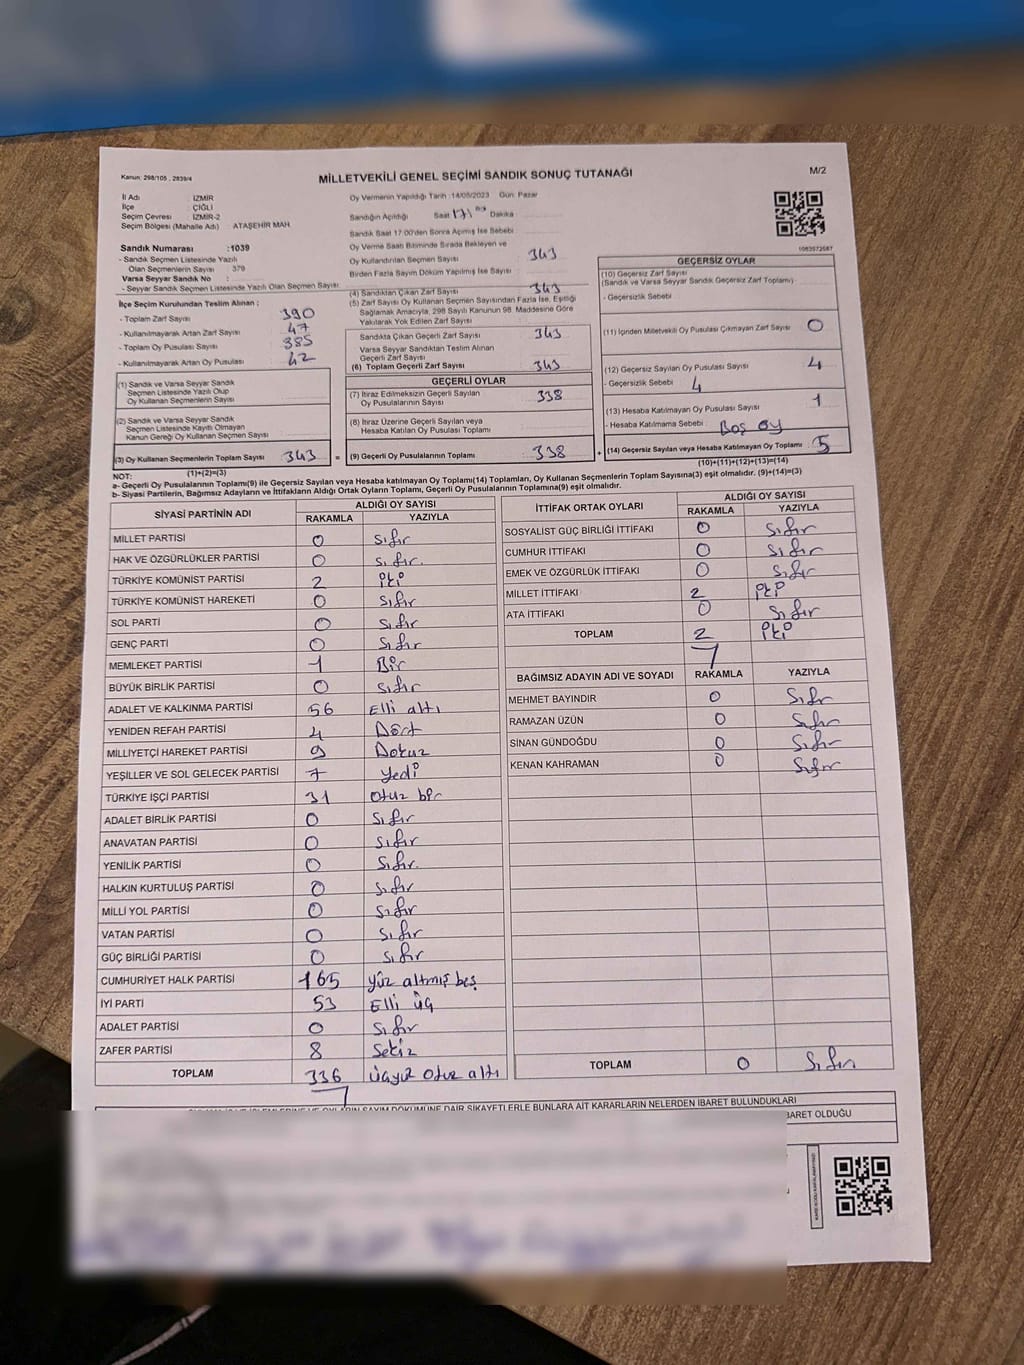 Kanun: 298/105 , 2839/4
MİLLETVEKİLİ GENEL SEÇİMİ SANDIK SONUÇ TUTANAĞI
M/2
İl Adı : İZMİR
İlçe : ÇİĞLİ
Seçim Çevresi : İZMİR-2
Seçim Bölgesi (Mahalle Adı) : ATAŞEHİR MAH.
Sandık Numarası :1039
- Sandık Seçmen Listesinde Yazılı
Olan Seçmenlerin Sayısı : 379
Varsa Seyyar Sandık No :
- Seyyar Sandık Seçmen Listesinde Yazılı Olan Seçmen Sayısı:
Oy Vermenin Yapıldığı Tarih :14/05/2023 Gün: Pazar
Sandığın Açıldığı Saat 17 Dakika :
Sandık Saat 17:00'den Sonra Açılmış İse Sebebi
Oy Verme Saati Bitiminde Sırada Bekleyen ve
Oy Kullandırılan Seçmen Sayısı 343
Birden Fazla Sayım Döküm Yapılmış İse Sayısı
İlçe Seçim Kurulundan Teslim Alınan ;
- Toplam Zarf Sayısı 390
- Kullanılmayarak Artan Zarf Sayısı 47
- Toplam Oy Pusulası Sayısı 385
- Kullanılmayarak Artan Oy Pusulası 42
(1) Sandık ve Varsa Seyyar Sandık
Seçmen Listesinde Yazılı Olup
Oy Kullanan Seçmenlerin Sayısı
(2) Sandık ve Varsa Seyyar Sandık
Seçmen Listesinde Kayıtlı Olmayan
Kanun Gereği Oy Kullanan Seçmen Sayısı
(3) Oy Kullanan Seçmenlerin Toplam Sayısı 343
(1)+(2)=(3)
(4) Sandıktan Çıkan Zarf Sayısı 343
(5) Zarf Sayısı Oy Kullanan Seçmen Sayısından Fazla İse, Eşitliği
Sağlamak Amacıyla, 298 Sayılı Kanunun 98. Maddesine Göre
Yakılarak Yok Edilen Zarf Sayısı
Sandıkta Çıkan Geçerli Zarf Sayısı 343
Varsa Seyyar Sandıktan Teslim Alınan
Geçerli Zarf Sayısı
(6) Toplam Geçerli Zarf Sayısı 343
GEÇERLİ OYLAR
(7) İtiraz Edilmeksizin Geçerli Sayılan
Oy Pusulalarının Sayısı 338
(8) İtiraz Üzerine Geçerli Sayılan veya
Hesaba Katılan Oy Pusulası Toplamı
= (9) Geçerli Oy Pusulalarının Toplamı 338 +
1063572587
GEÇERSİZ OYLAR
(10) Geçersiz Zarf Sayısı
(Sandık ve Varsa Seyyar Sandık Geçersiz Zarf Toplamı)
- Geçersizlik Sebebi
(11) İçinden Milletvekili Oy Pusulası Çıkmayan Zarf Sayısı 0
(12) Geçersiz Sayılan Oy Pusulası Sayısı 4
- Geçersizlik Sebebi 4
(13) Hesaba Katılmayan Oy Pusulası Sayısı 1
- Hesaba Katılmama Sebebi Boş oy
(14) Geçersiz Sayılan veya Hesaba Katılmayan Oy Toplamı 5
(10)+(11)+(12)+(13)=(14)
NOT:
a- Geçerli Oy Pusulalarının Toplamı(9) ile Geçersiz Sayılan veya hesaba katılmayan Oy Toplamı(14) Toplamları, Oy Kullanan Seçmenlerin Toplam Sayısına(3) eşit olmalıdır. (9)+(14)=(3)
b- Siyasi Partilerin, Bağımsız Adayların ve İttifakların Aldığı Ortak Oyların Toplamı, Geçerli Oy Pusulalarının Toplamına(9) eşit olmalıdır.
SİYASİ PARTİNİN ADI
ALDIĞI OY SAYISI
RAKAMLA YAZIYLA
MİLLET PARTİSİ 0 Sıfır
HAK VE ÖZGÜRLÜKLER PARTİSİ 0 Sıfır.
TÜRKİYE KOMÜNİST PARTİSİ 2 İki
TÜRKİYE KOMÜNİST HAREKETİ 0 Sıfır
SOL PARTİ 0 Sıfır
GENÇ PARTİ 0 Sıfır
MEMLEKET PARTİSİ 1 Bir
BÜYÜK BİRLİK PARTİSİ 0 Sıfır
ADALET VE KALKINMA PARTİSİ 56 Elli altı
YENİDEN REFAH PARTİSİ 4 Dört
MİLLİYETÇİ HAREKET PARTİSİ 9 Dokuz
YEŞİLLER VE SOL GELECEK PARTİSİ 7 Yedi
TÜRKİYE İŞÇİ PARTİSİ 31 Otuz bir
ADALET BİRLİK PARTİSİ 0 Sıfır
ANAVATAN PARTİSİ 0 Sıfır
YENİLİK PARTİSİ 0 Sıfır.
HALKIN KURTULUŞ PARTİSİ 0 Sıfır
MİLLİ YOL PARTİSİ 0 Sıfır
VATAN PARTİSİ 0 Sıfır
GÜÇ BİRLİĞİ PARTİSİ 0 Sıfır
CUMHURİYET HALK PARTİSİ 165 yüz altmış beş
İYİ PARTİ 53 Elli üç
ADALET PARTİSİ 0 Sıfır
ZAFER PARTİSİ 8 Sekiz
TOPLAM 336 üçyüz otuz altı
İTTİFAK ORTAK OYLARI
ALDIĞI OY SAYISI
RAKAMLA YAZIYLA
SOSYALİST GÜÇ BİRLİĞİ İTTİFAKI 0 Sıfır
CUMHUR İTTİFAKI 0 Sıfır
EMEK VE ÖZGÜRLÜK İTTİFAKI 0 Sıfır
MİLLET İTTİFAKI 2 İki
ATA İTTİFAKI 0 Sıfır
TOPLAM 2 İki
BAĞIMSIZ ADAYIN ADI VE SOYADI RAKAMLA YAZIYLA
MEHMET BAYINDIR 0 Sıfır
RAMAZAN ÜZÜN 0 Sıfır
SİNAN GÜNDOĞDU 0 Sıfır
KENAN KAHRAMAN 0 Sıfır
TOPLAM 0 Sıfır
SAYIM DÖKÜMÜNE DAİR ŞİKAYETLERLE BUNLARA AİT KARARLARIN NELERDEN İBARET BULUNDUKLARI
İBARET OLDUĞU